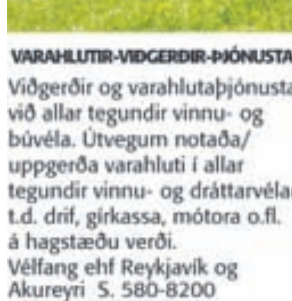 VARAHLUTIR-VIÐGERÐIR-ÞJÓNUSTA
Viðgerðir og varahlutaþjónusta
við allar tegundir vinnu- og
búvéla. Útvegum notaða/
uppgerða varahluti í allar
tegundir vinnu- og dráttarvéla
t.d. drif, gírkassa, mótora o.fl.
á hagstæðu verði.
Vélfang ehf Reykjavík og
Akureyri S. 580-8200